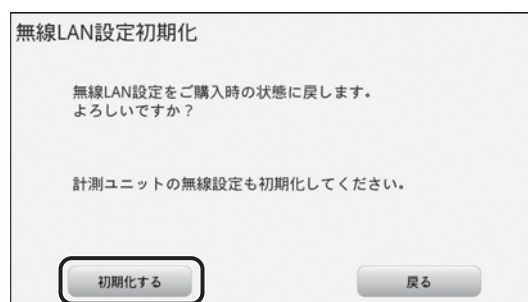 無線LAN設定初期化
無線LAN設定をご購入時の状態に戻します。
よろしいですか？
計測ユニットの無線設定も初期化してください。
初期化する
戻る